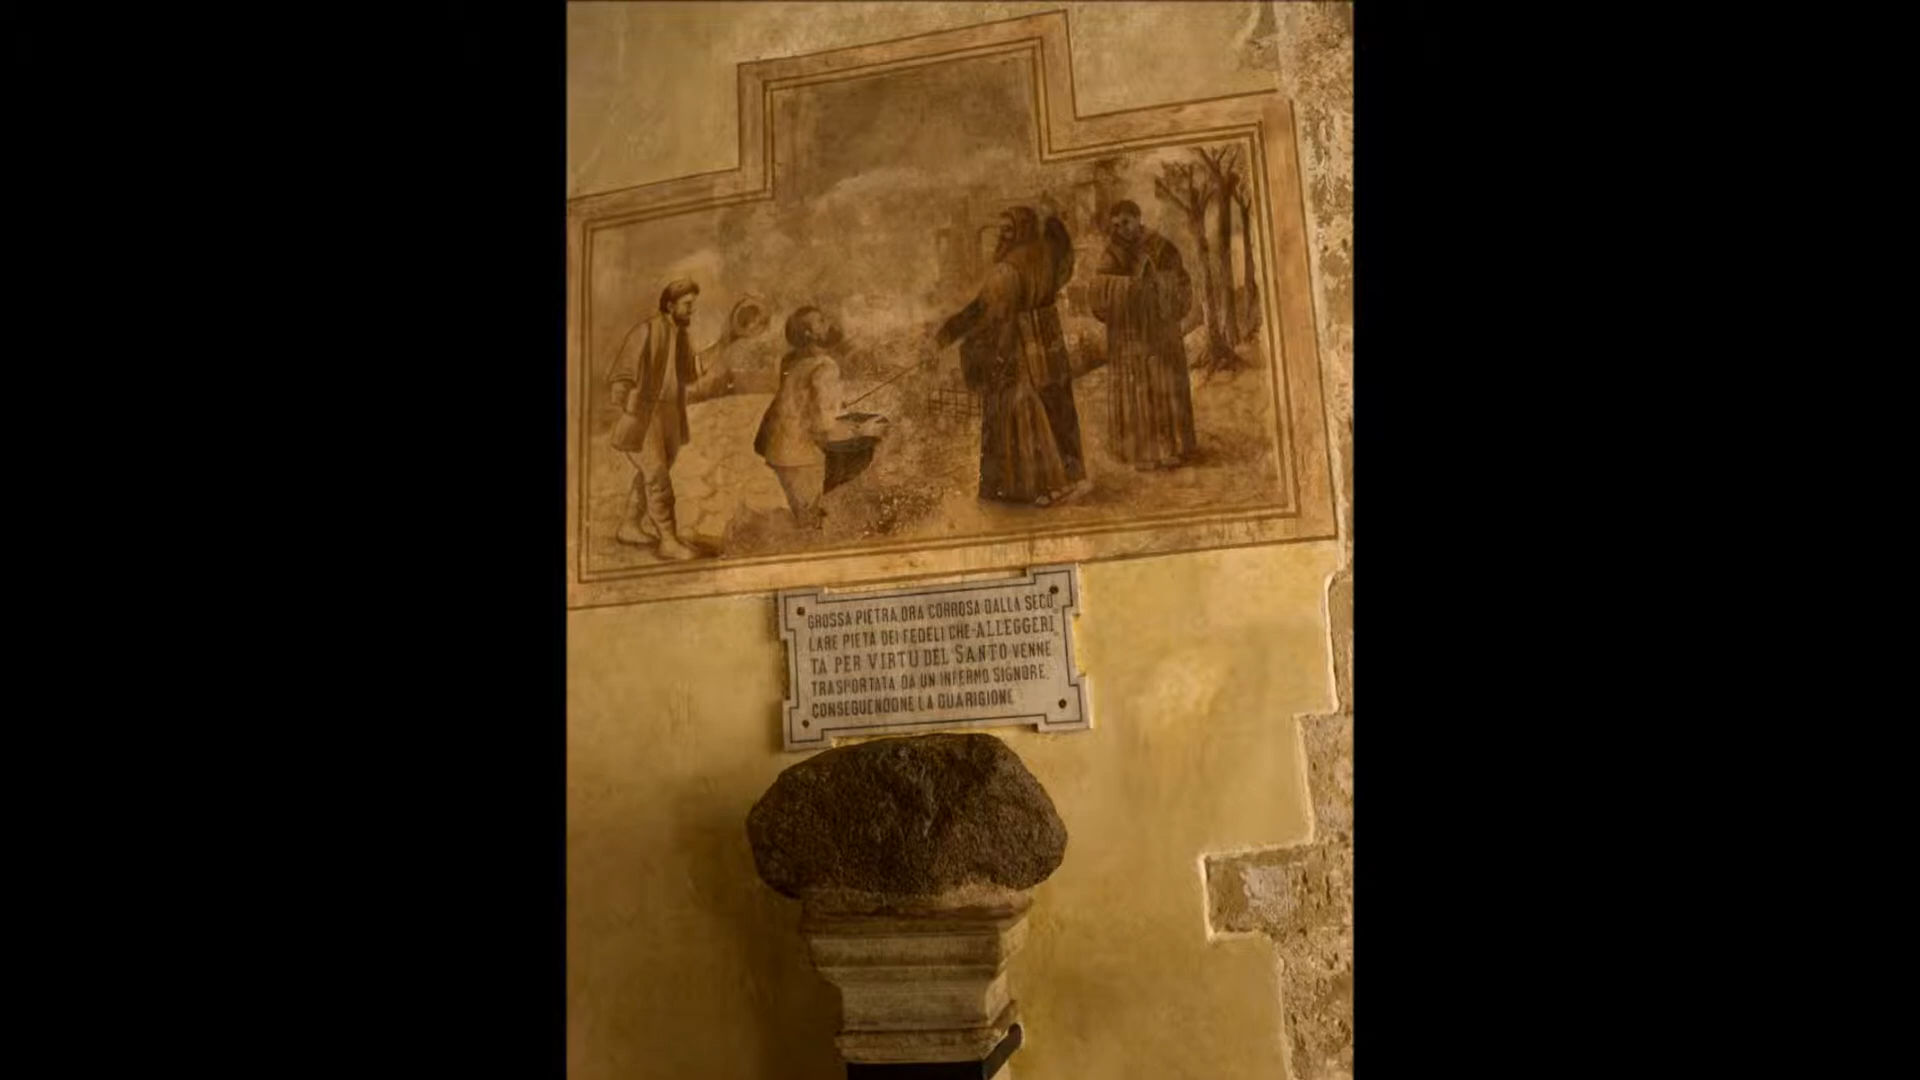 GROSSA PIETRA ORA CORROSA DALLA SECO
LARE PIETÀ DEI FEDELI CHE ALLEGGERI
TA PER VIRTÙ DEL SANTO VENNE
TRASPORTATA DA UN INFERMO SIGNORE,
CONSEGUENDONE LA GUARIGIONE